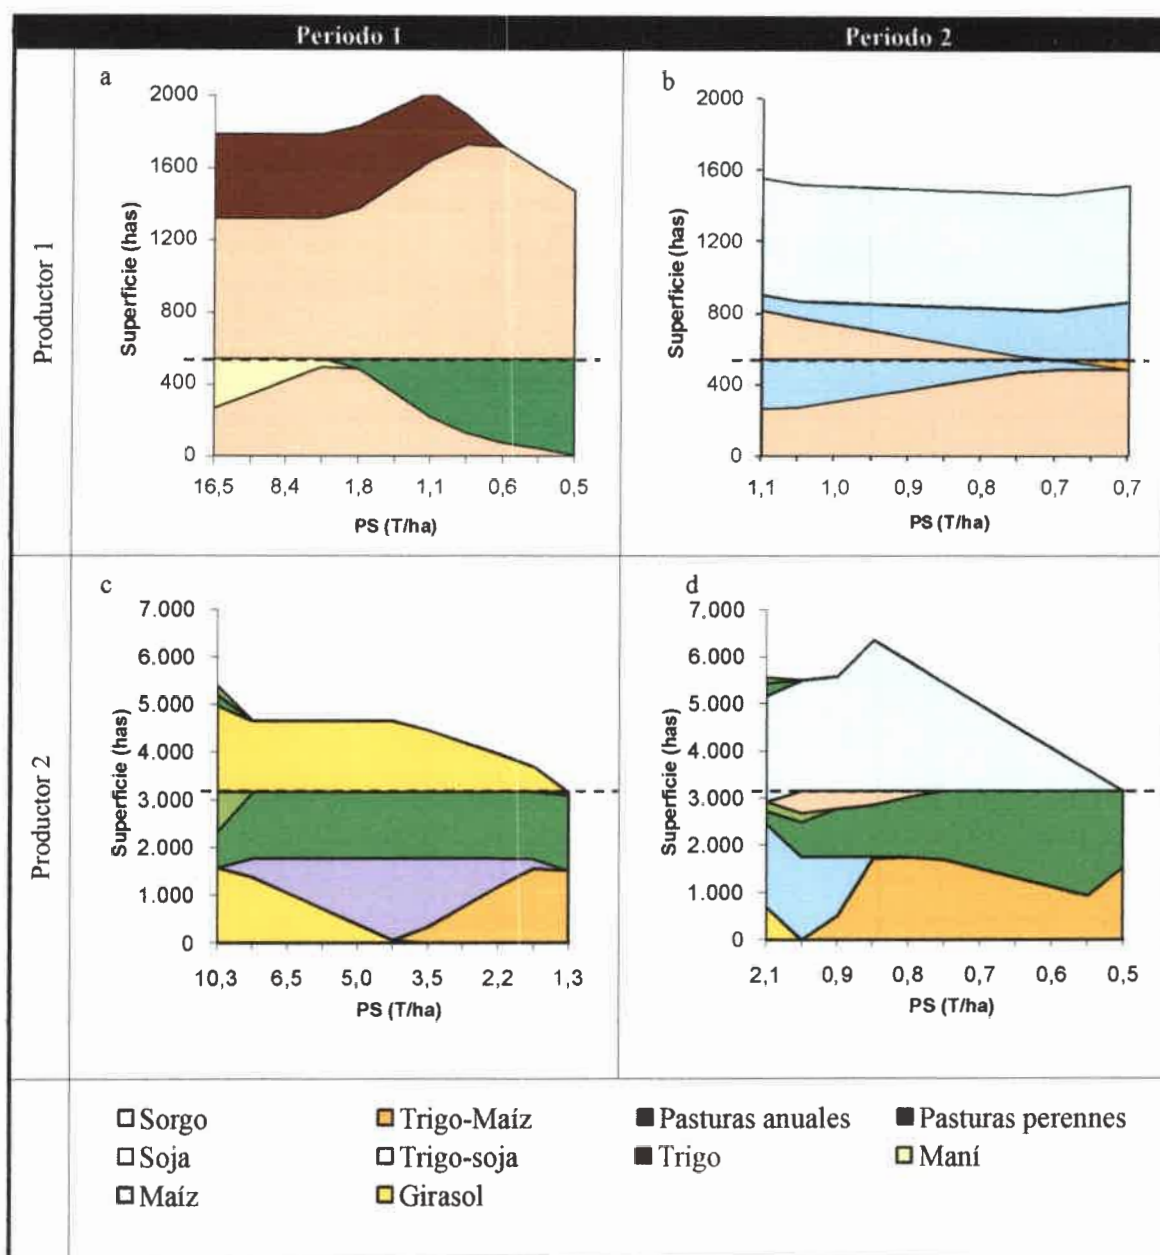 Periodo 1 Periodo 2
Productor 1
a
2000
1600
1200
800
400
0
Superficie (has)
16,5 8,4 1,8 1,1 0,6 0,5
PS (T/ha)
b
2000
1600
1200
800
400
0
Superficie (has)
1,1 1,0 0,9 0,8 0,7 0,7
PS (T/ha)
Productor 2
c
7.000
6.000
5.000
4.000
3.000
2.000
1.000
0
Superficie (has)
10,3 6,5 5,0 3,5 2,2 1,3
PS (T/ha)
d
7.000
6.000
5.000
4.000
3.000
2.000
1.000
0
Superficie (has)
2,1 0,9 0,8 0,7 0,6 0,5
PS (T/ha)
Sorgo Trigo-Maíz Pasturas anuales Pasturas perennes
Soja Trigo-soja Trigo Maní
Maíz Girasol